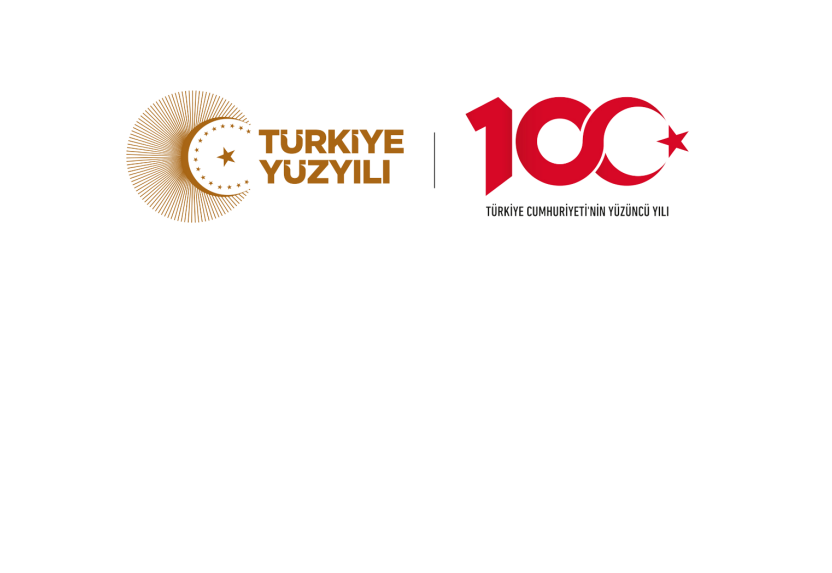 TÜRKİYE
YÜZYILI
100
TÜRKİYE CUMHURİYETİ'NİN YÜZÜNCÜ YILI